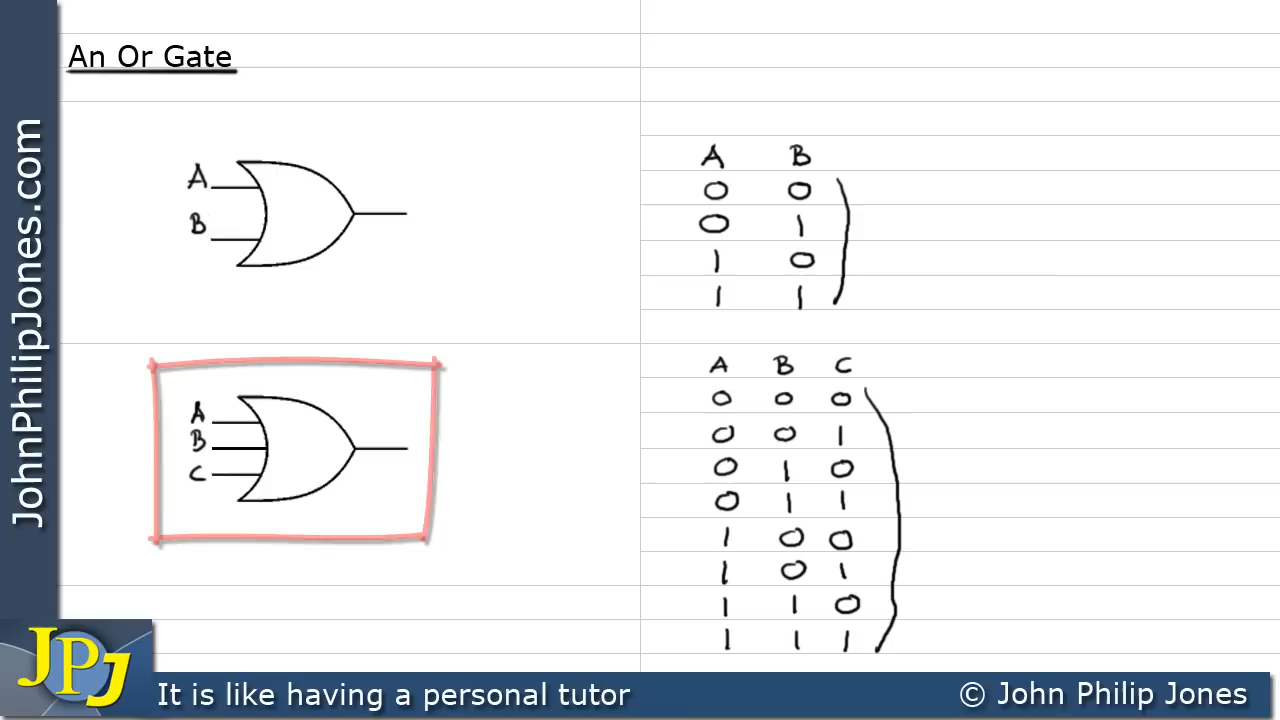 An Or Gate
A
B
A
B
C
A B
0 0
0 1
1 0
1 1
A B C
0 0 0
0 0 1
0 1 0
0 1 1
1 0 0
1 0 1
1 1 0
1 1 1
JohnPhilipJones.com
JPJ
It is like having a personal tutor
© John Philip Jones